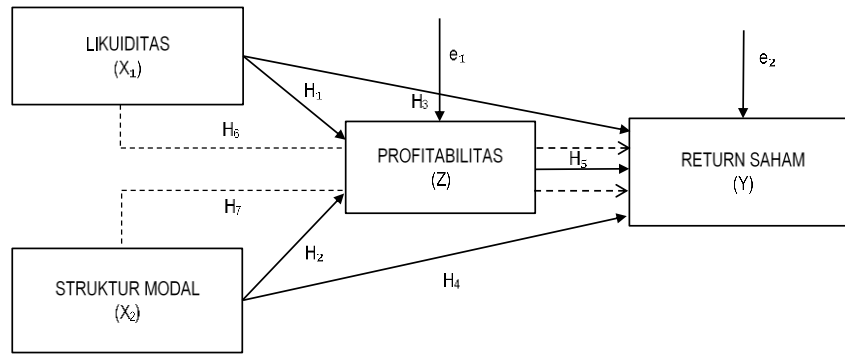 LIKUIDITAS
(X₁)
e₁
e₂
H₁
H₃
H₆
PROFITABILITAS
(Z)
H₅
RETURN SAHAM
(Y)
H₇
H₂
H₄
STRUKTUR MODAL
(X₂)